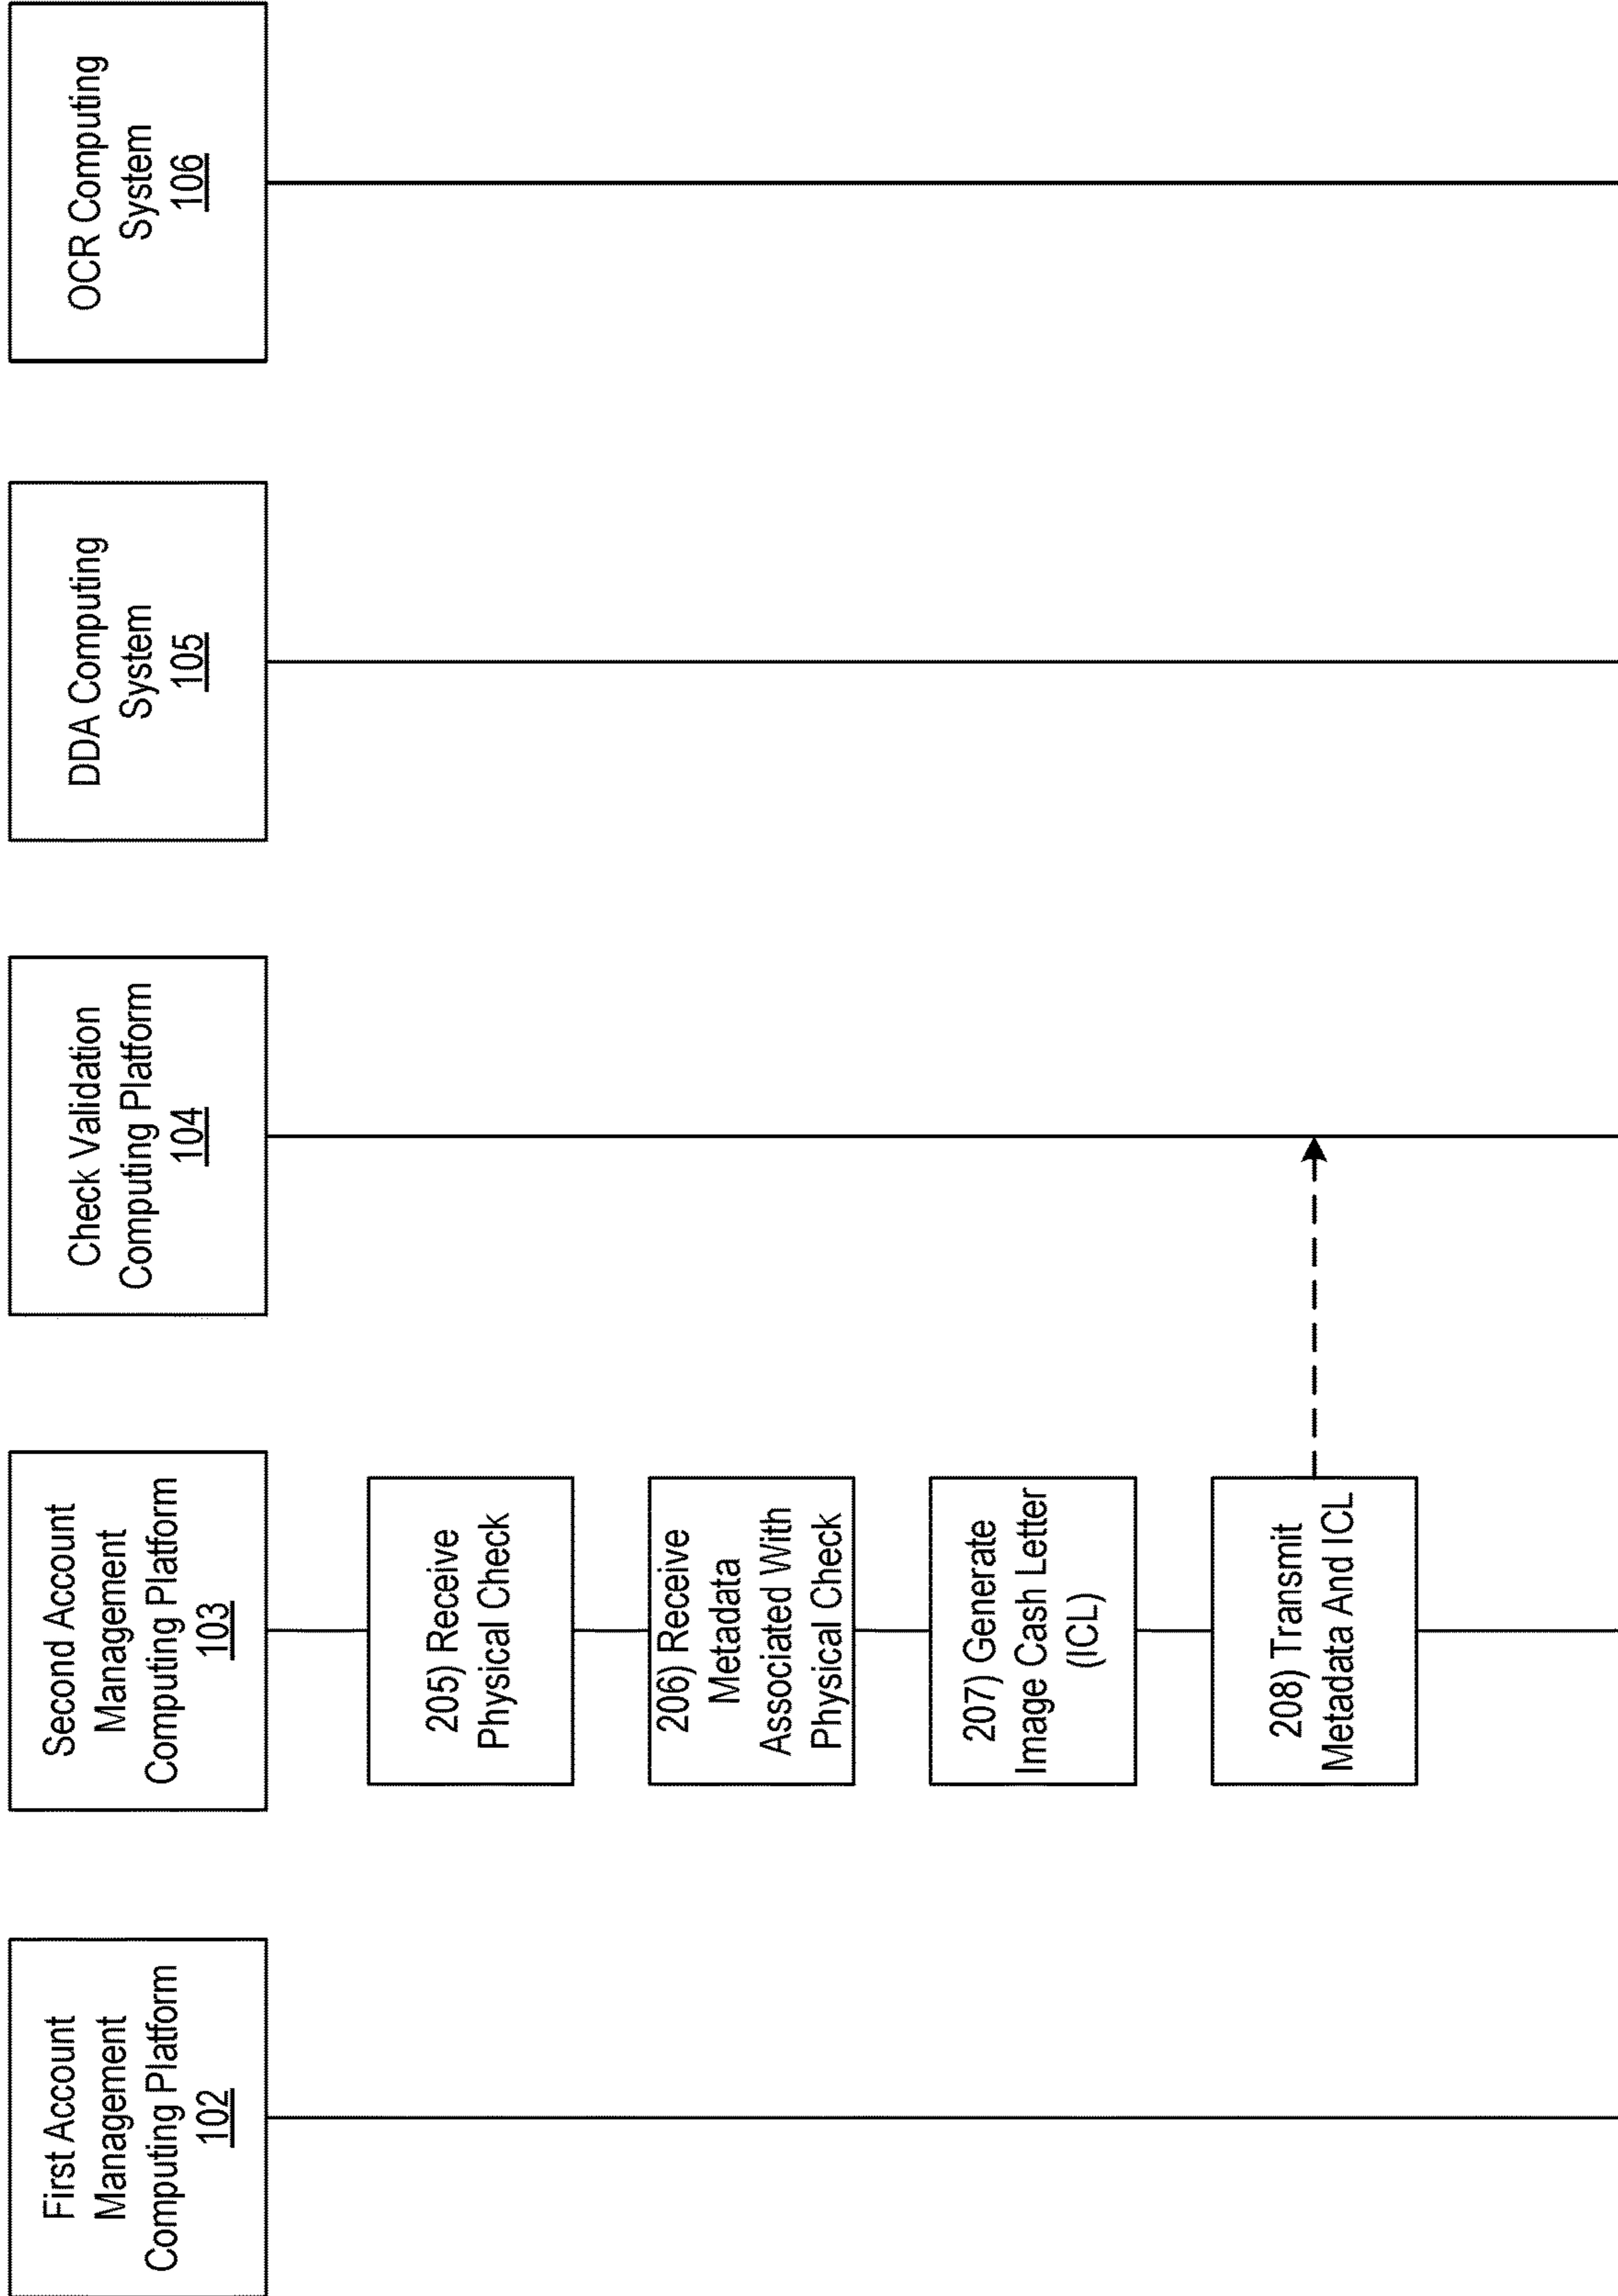 First Account
Management
Computing Platform
102
Second Account
Management
Computing Platform
103
Check Validation
Computing Platform
104
DDA Computing
System
105
OCR Computing
System
106
205) Receive
Physical Check
206) Receive
Metadata
Associated With
Physical Check
207) Generate
Image Cash Letter
(ICL)
208) Transmit
Metadata And ICL